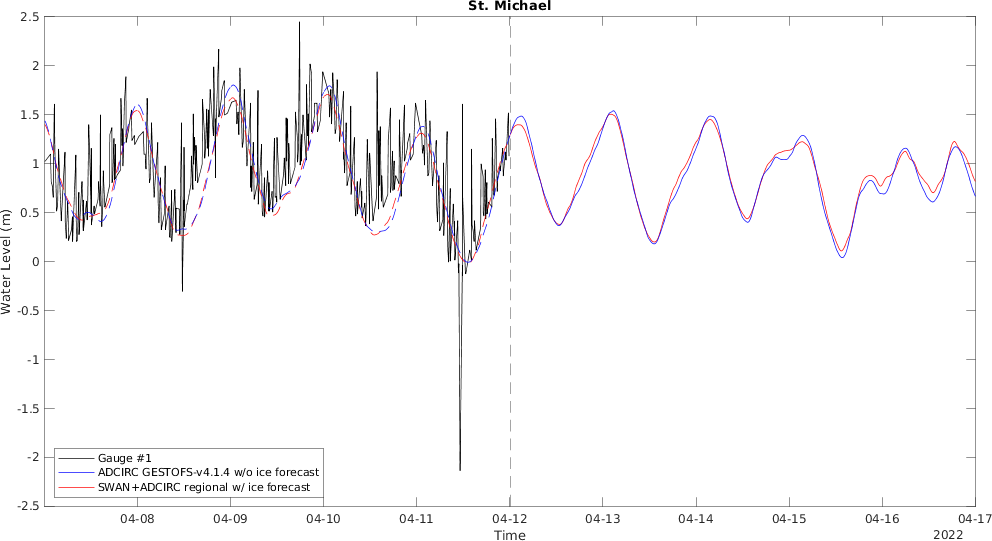 St. Michael
2.5
2
1.5
1
0.5
0
-0.5
-1
-1.5
-2
-2.5
Water Level (m)
Gauge #1
ADCIRC GESTOFS-v4.1.4 w/o ice forecast
SWAN+ADCIRC regional w/ ice forecast
04-08 04-09 04-10 04-11 04-12 04-13 04-14 04-15 04-16 04-17
Time
2022